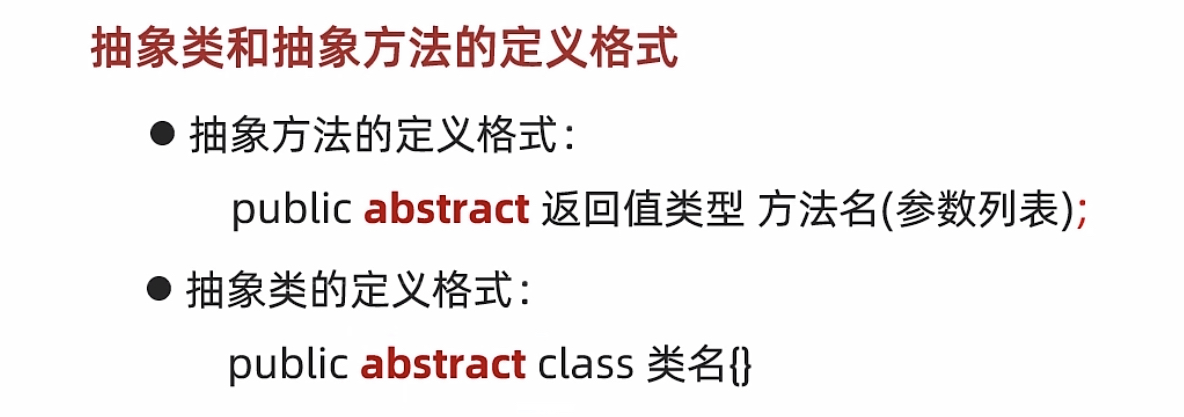 抽象类和抽象方法的定义格式
● 抽象方法的定义格式：
public abstract 返回值类型 方法名(参数列表);
● 抽象类的定义格式：
public abstract class 类名{}